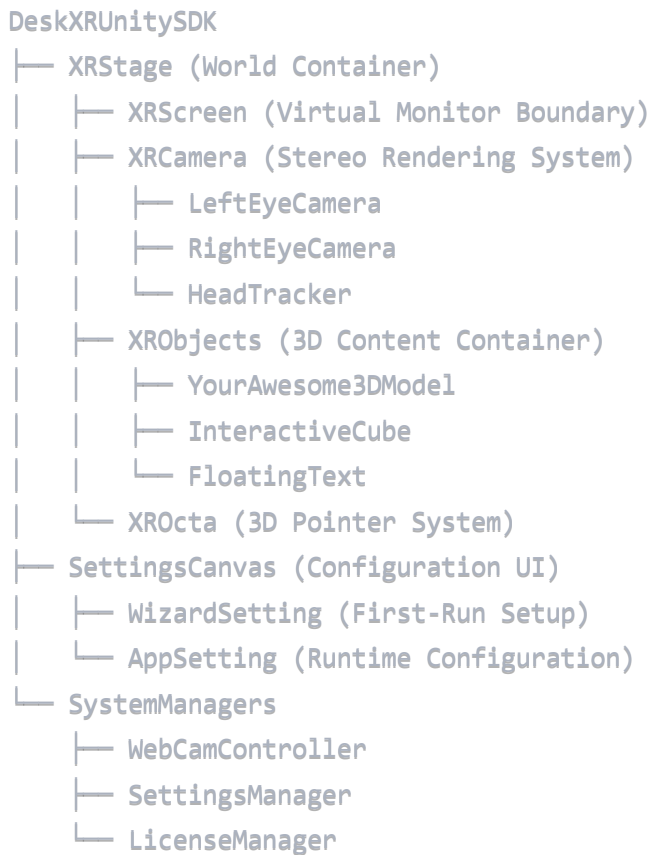 DeskXRUnitySDK
├── XRStage (World Container)
│   ├── XRScreen (Virtual Monitor Boundary)
│   ├── XRCamera (Stereo Rendering System)
│   │   ├── LeftEyeCamera
│   │   ├── RightEyeCamera
│   │   └── HeadTracker
│   ├── XRObjects (3D Content Container)
│   │   ├── YourAwesome3DModel
│   │   ├── InteractiveCube
│   │   └── FloatingText
│   └── XROcta (3D Pointer System)
├── SettingsCanvas (Configuration UI)
│   ├── WizardSetting (First-Run Setup)
│   └── AppSetting (Runtime Configuration)
└── SystemManagers
    ├── WebCamController
    ├── SettingsManager
    └── LicenseManager